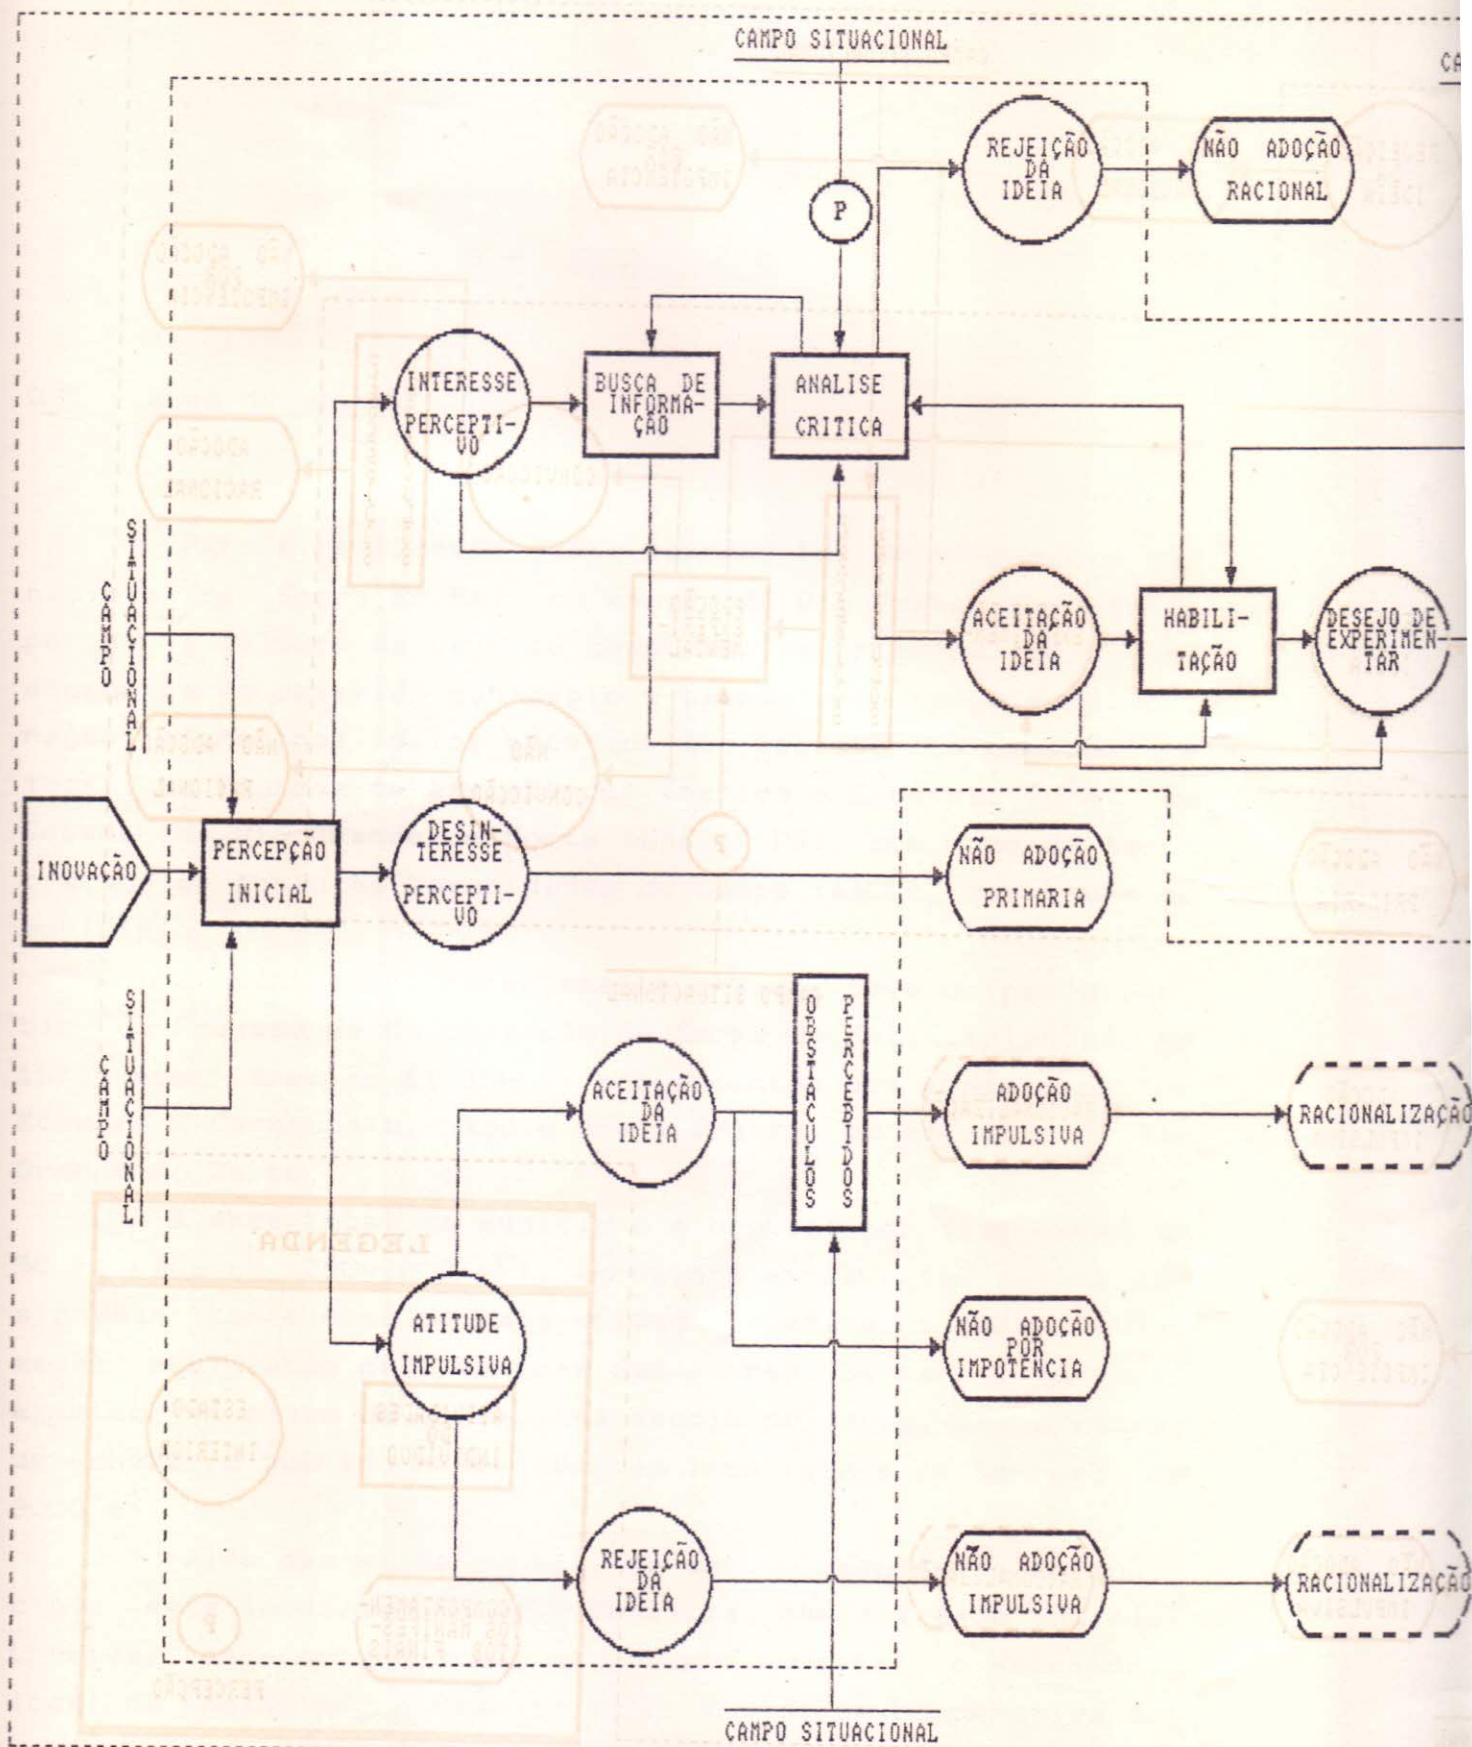 CAMPO SITUACIONAL
CA
REJEIÇÃO
DA
IDEIA
NÃO ADOÇÃO
RACIONAL
P
INTERESSE
PERCEPTI-
VO
BUSCA DE
INFORMA-
ÇÃO
ANALISE
CRITICA
CAMPO
SITUACIONAL
ACEITAÇÃO
DA
IDEIA
HABILI-
TAÇÃO
DESEJO DE
EXPERIMEN-
TAR
INOVAÇÃO
PERCEPÇÃO
INICIAL
DESIN-
TERESSE
PERCEPTI-
VO
NÃO ADOÇÃO
PRIMARIA
CAMPO
SITUACIONAL
ACEITAÇÃO
DA
IDEIA
OBSTACULOS
PERCEBIDOS
ADOÇÃO
IMPULSIVA
RACIONALIZAÇÃO
ATITUDE
IMPULSIVA
NÃO ADOÇÃO
POR
IMPOTENCIA
REJEIÇÃO
DA
IDEIA
NÃO ADOÇÃO
IMPULSIVA
RACIONALIZAÇÃO
CAMPO SITUACIONAL